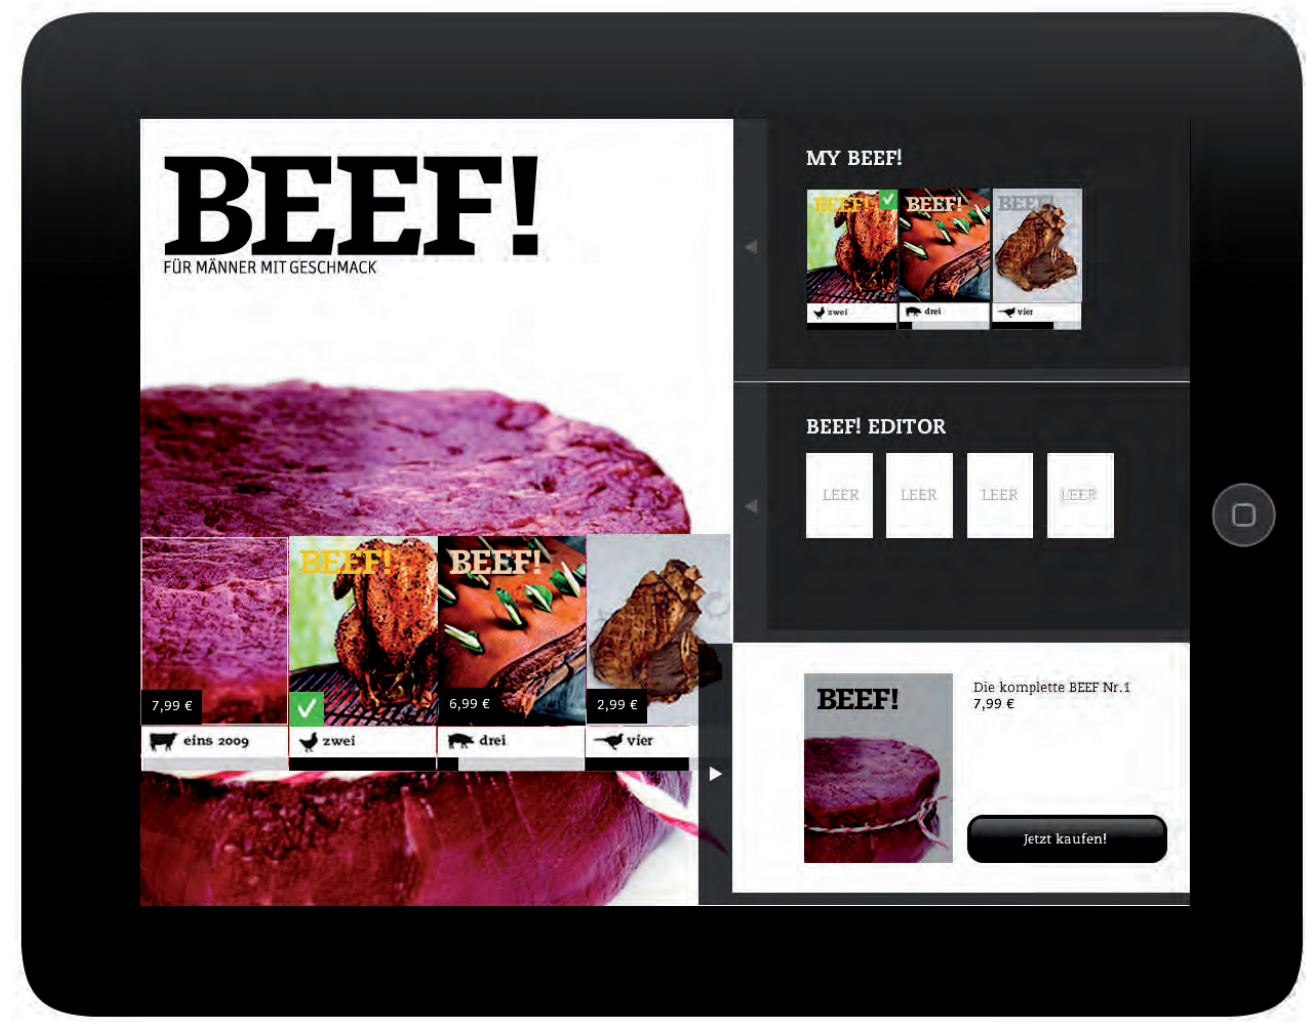 BEEF!
FÜR MÄNNER MIT GESCHMACK
BEEF!
BEEF!
7,99 €
6,99 €
2,99 €
eins 2009
zwei
drei
vier
MY BEEF!
BEEF!
BEEF!
BEEF!
zwei
drei
vier
BEEF! EDITOR
LEER
LEER
LEER
LEER
BEEF!
Die komplette BEEF Nr.1
7,99 €
Jetzt kaufen!